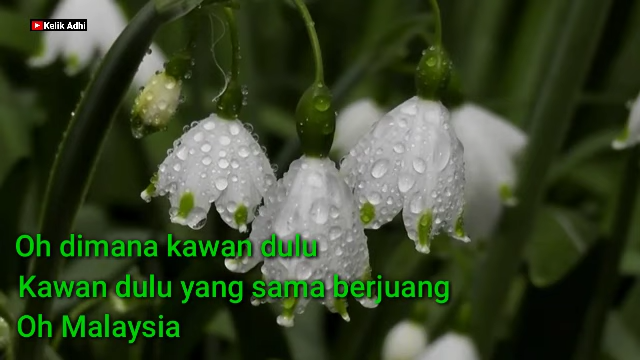 Kelik Adhi
Oh dimana kawan dulu
Kawan dulu yang sama berjuang
Oh Malaysia